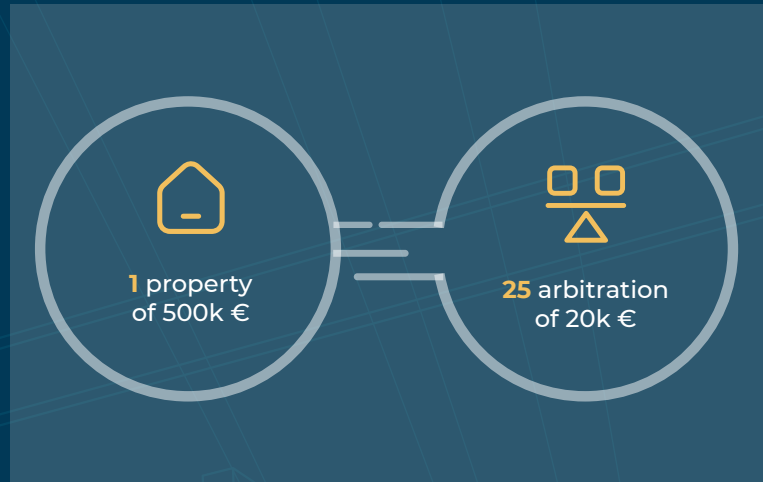 1 property
of 500k €
25 arbitration
of 20k €